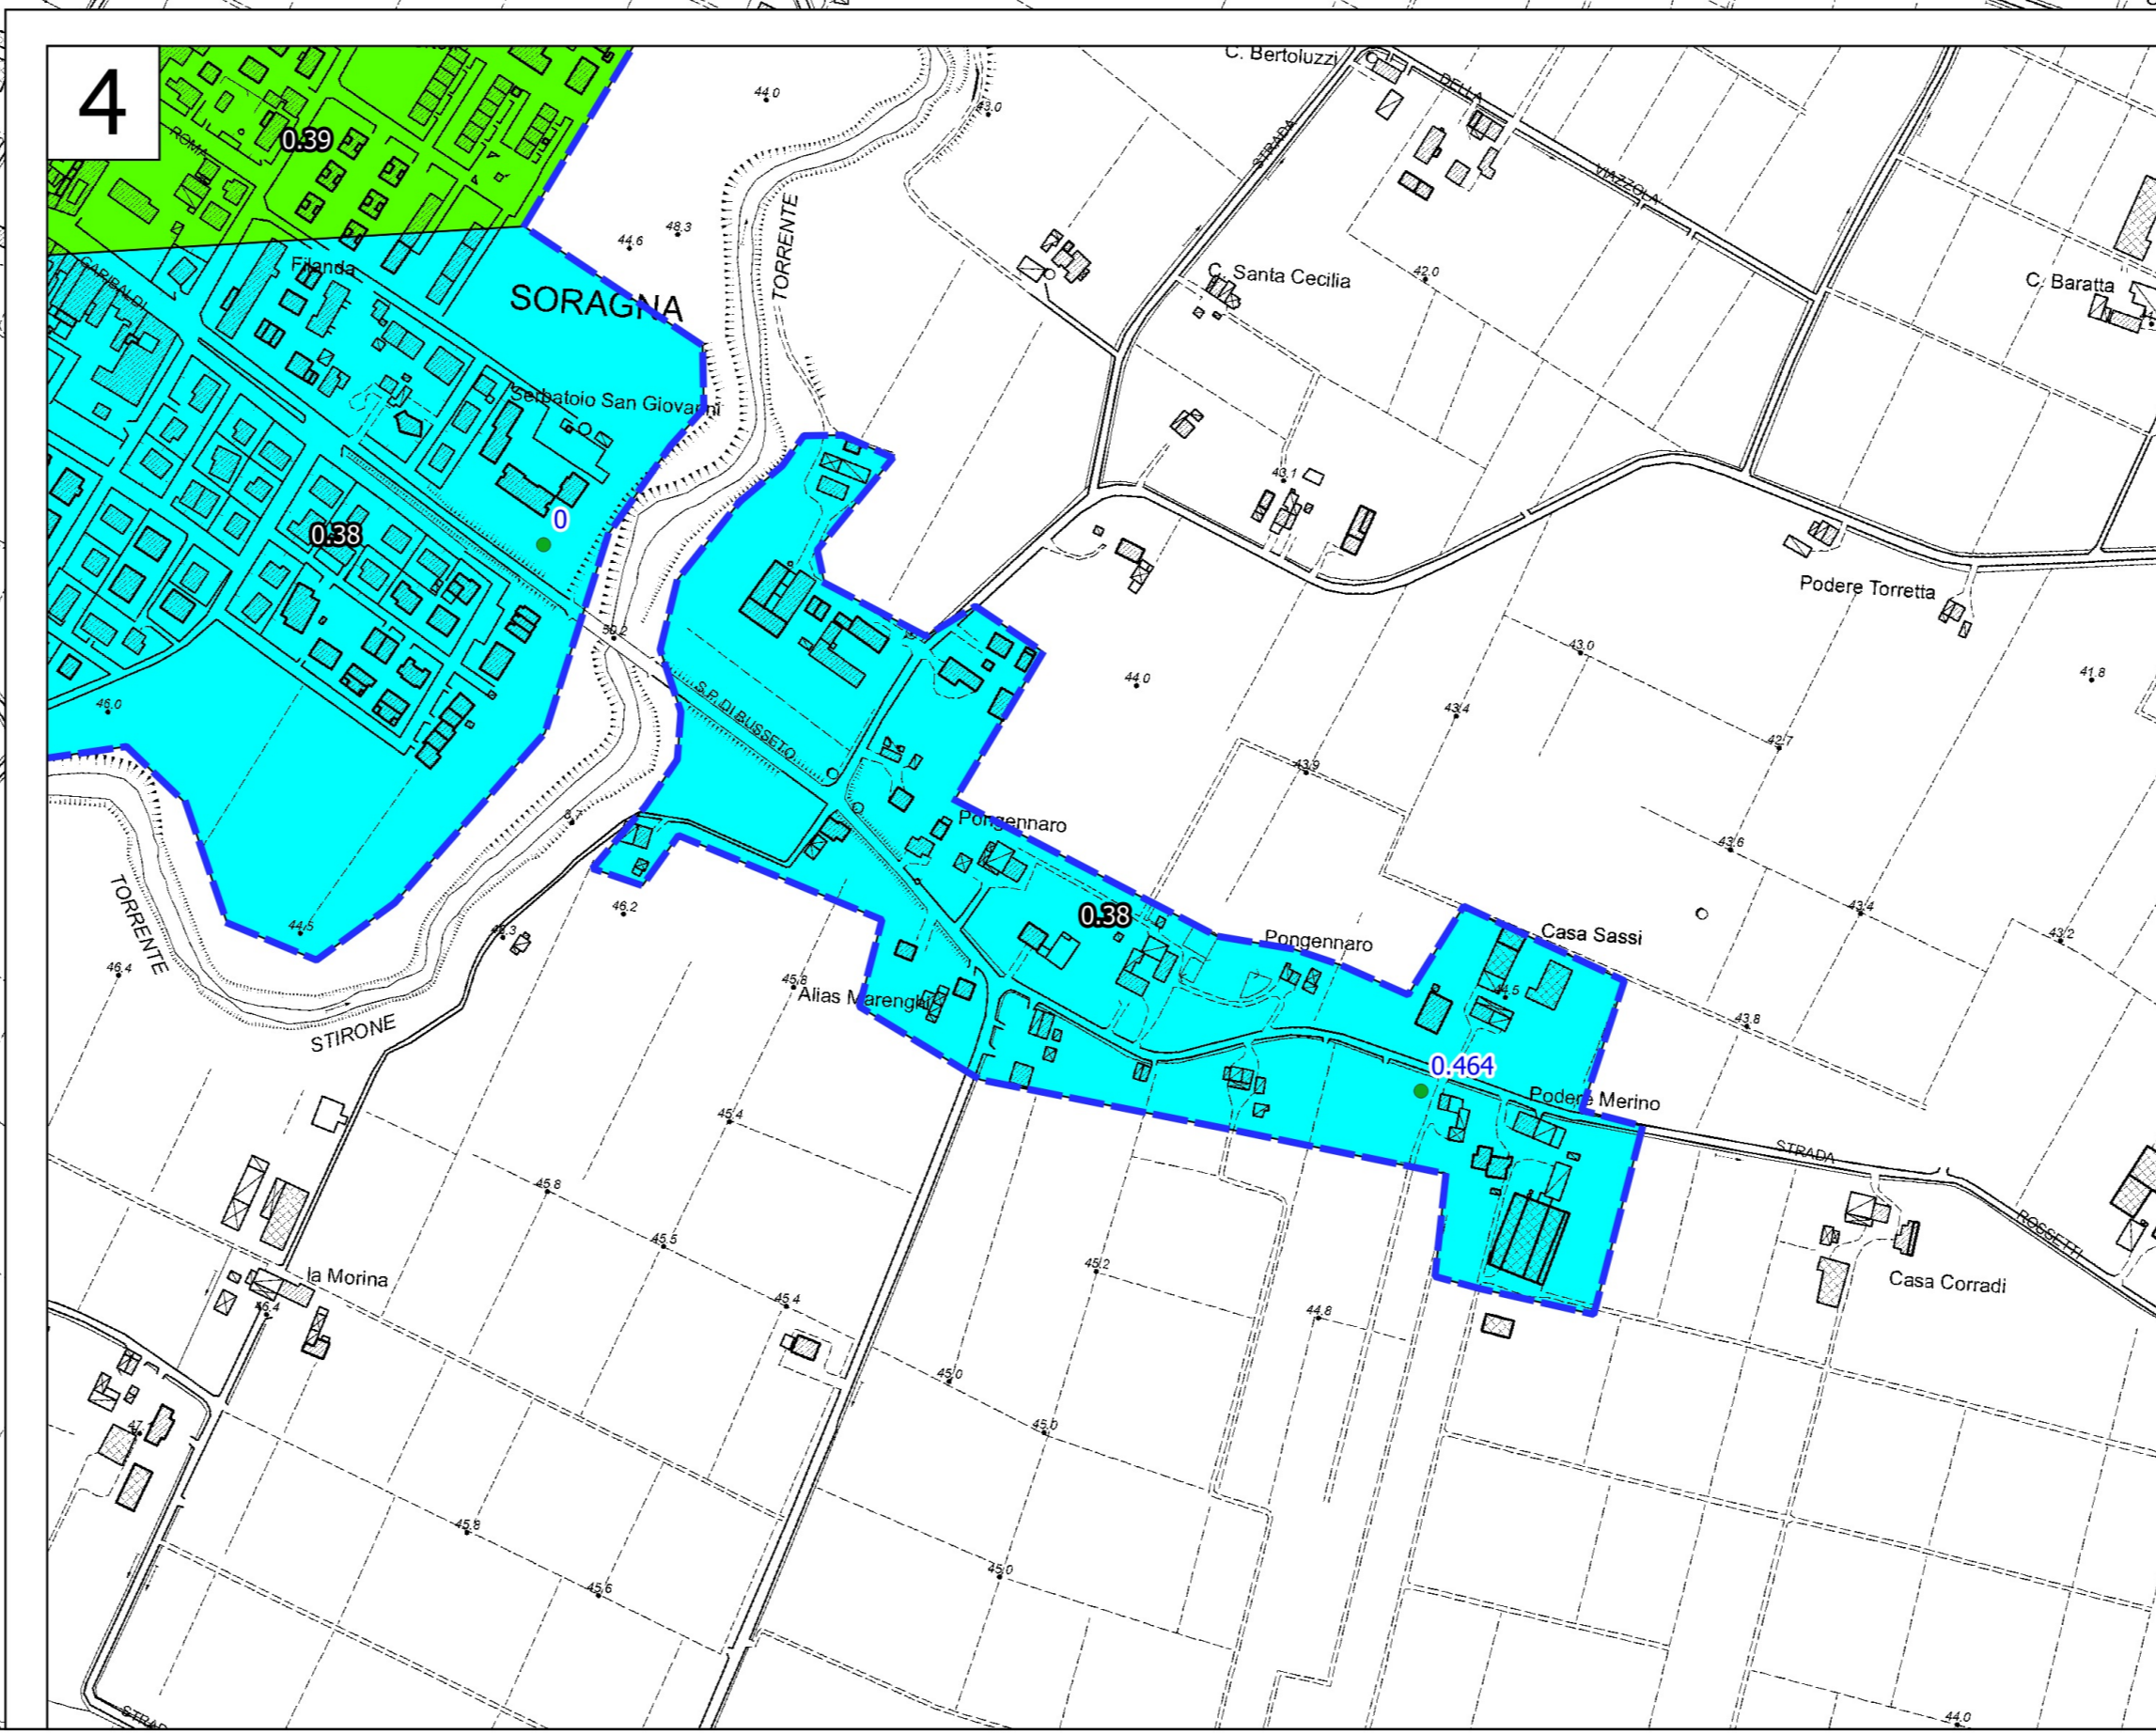 4
C. Bertoluzzi
DELLA
44.0
43.0
0.39
ROMA
STRADA
VIAZZOLA
TORRENTE
48.3
44.6
GARIBALDI
Filanda
SORAGNA
C. Santa Cecilia
42.0
C. Baratta
Serbatoio San Giovanni
43.1
0
0.38
Podere Torretta
50.2
43.0
41.8
44.0
S.P. DI BUSSETO
46.0
43.4
42.7
43.9
Pongennaro
43.6
0.38
46.2
43.4
TORRENTE
44.5
Pongennaro
Casa Sassi
43.2
46.4
45.8
Alias Marenghi
43.8
STIRONE
0.464
Podere Merino
45.4
STRADA
45.8
ROSSETTI
45.5
45.2
la Morina
Casa Corradi
46.4
45.4
44.8
45.0
45.0
45.8
45.0
45.6
44.0